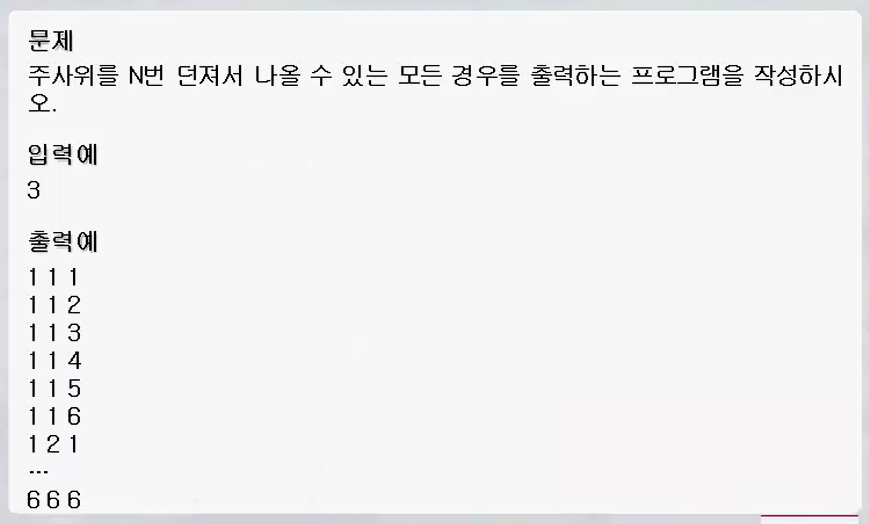 문제
주사위를 N번 던져서 나올 수 있는 모든 경우를 출력하는 프로그램을 작성하시
오.
입력예
3
출력예
1 1 1
1 1 2
1 1 3
1 1 4
1 1 5
1 1 6
1 2 1
...
6 6 6